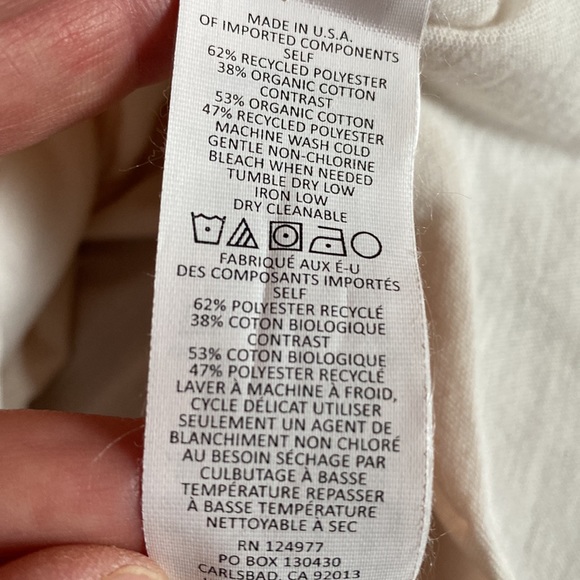 MADE IN U.S.A.
OF IMPORTED COMPONENTS
SELF
62% RECYCLED POLYESTER
38% ORGANIC COTTON
CONTRAST
53% ORGANIC COTTON
47% RECYCLED POLYESTER
MACHINE WASH COLD
GENTLE NON-CHLORINE
BLEACH WHEN NEEDED
TUMBLE DRY LOW
IRON LOW
DRY CLEANABLE
FABRIQUÉ AUX É-U
DES COMPOSANTS IMPORTÉS
SELF
62% POLYESTER RECYCLÉ
38% COTON BIOLOGIQUE
CONTRAST
53% COTON BIOLOGIQUE
47% POLYESTER RECYCLÉ
LAVER À MACHINE À FROID,
CYCLE DÉLICAT UTILISER
SEULEMENT UN AGENT DE
BLANCHIMENT NON CHLORÉ
AU BESOIN SÉCHAGE PAR
CULBUTAGE À BASSE
TEMPÉRATURE REPASSER
À BASSE TEMPÉRATURE
NETTOYABLE À SEC
RN 124977
PO BOX 130430
CARLSBAD, CA 92013